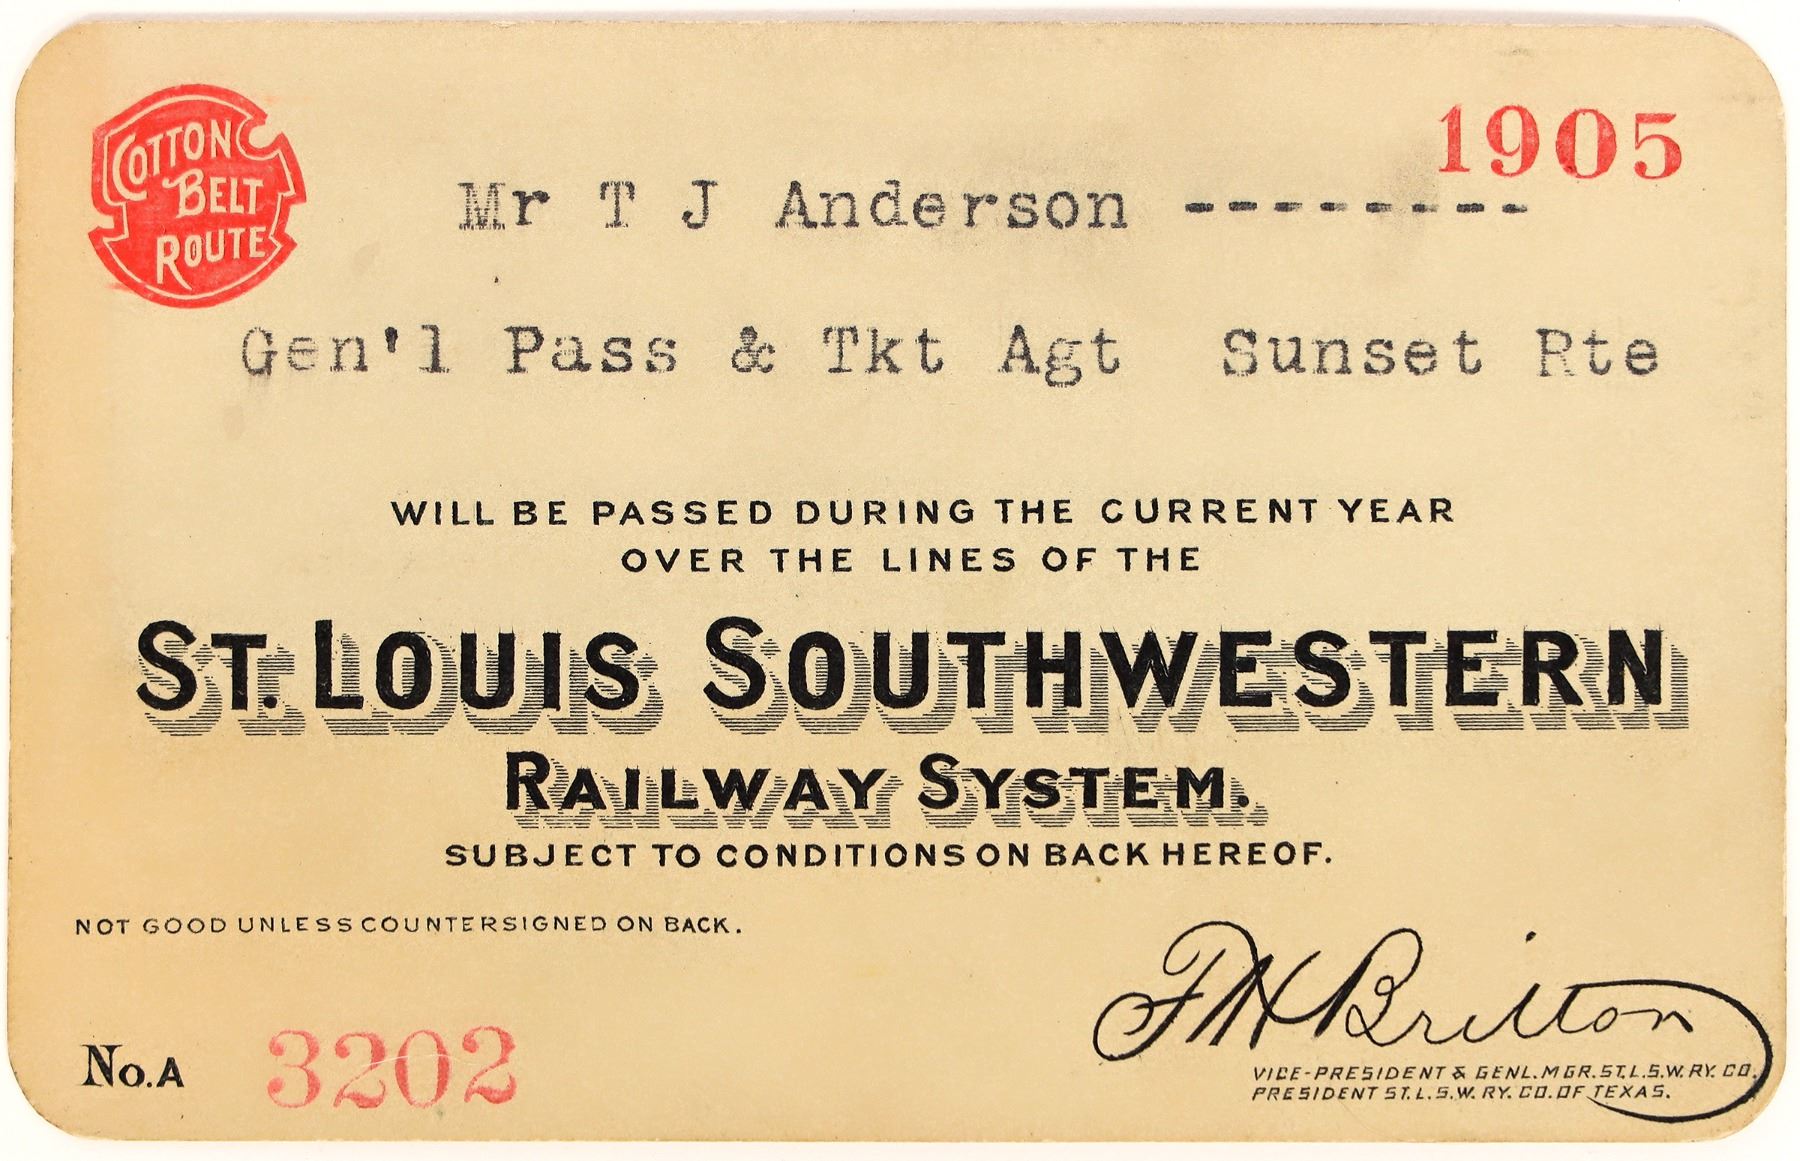 COTTON
BELT
ROUTE
1905
Mr T J Anderson ---------
Gen'l Pass & Tkt Agt Sunset Rte
WILL BE PASSED DURING THE CURRENT YEAR
OVER THE LINES OF THE
ST. LOUIS SOUTHWESTERN
RAILWAY SYSTEM.
SUBJECT TO CONDITIONS ON BACK HEREOF.
NOT GOOD UNLESS COUNTERSIGNED ON BACK.
No. A 3202
F H Britton
VICE-PRESIDENT & GENL. MGR. ST. L. S. W. RY. CO.
PRESIDENT ST. L. S. W. RY. CO. OF TEXAS.